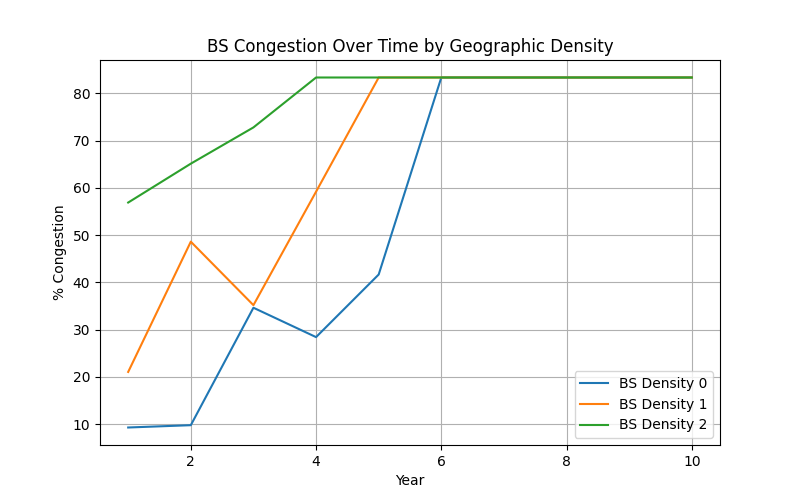 BS Congestion Over Time by Geographic Density
% Congestion
80
70
60
50
40
30
20
10
2
4
6
8
10
Year
BS Density 0
BS Density 1
BS Density 2